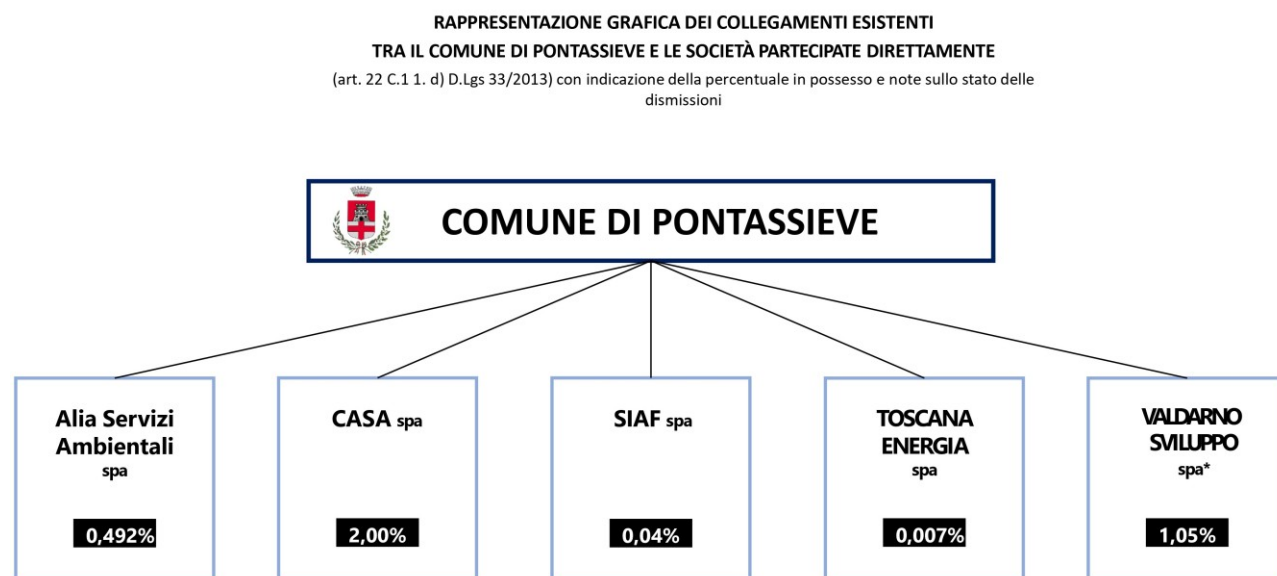 RAPPRESENTAZIONE GRAFICA DEI COLLEGAMENTI ESISTENTI
TRA IL COMUNE DI PONTASSIEVE E LE SOCIETÀ PARTECIPATE DIRETTAMENTE
(art. 22 C.1 1. d) D.Lgs 33/2013) con indicazione della percentuale in possesso e note sullo stato delle
dismissioni
COMUNE DI PONTASSIEVE
Alia Servizi
Ambientali
spa
0,492%
CASA spa
2,00%
SIAF spa
0,04%
TOSCANA
ENERGIA
spa
0,007%
VALDARNO
SVILUPPO
spa*
1,05%